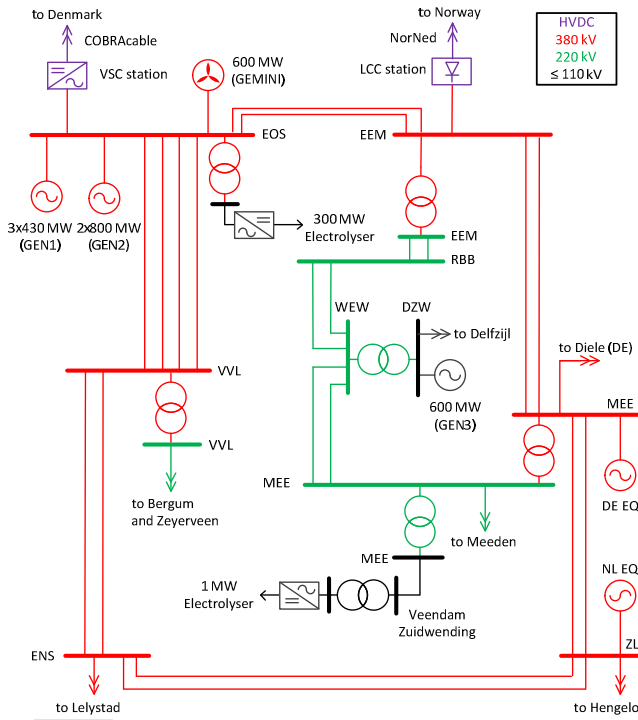 to Denmark
COBRAcable
VSC station
600 MW
(GEMINI)
to Norway
NorNed
LCC station
HVDC
380 kV
220 kV
≤ 110 kV
EOS
EEM
3x430 MW
(GEN1)
2x800 MW
(GEN2)
300 MW
Electrolyser
EEM
RBB
WEW
DZW
to Delfzijl
600 MW
(GEN3)
to Diele (DE)
VVL
MEE
VVL
to Bergum
and Zeyerveen
MEE
DE EQ
to Meeden
MEE
NL EQ
1 MW
Electrolyser
Veendam
Zuidwending
ENS
ZL
to Lelystad
to Hengelo